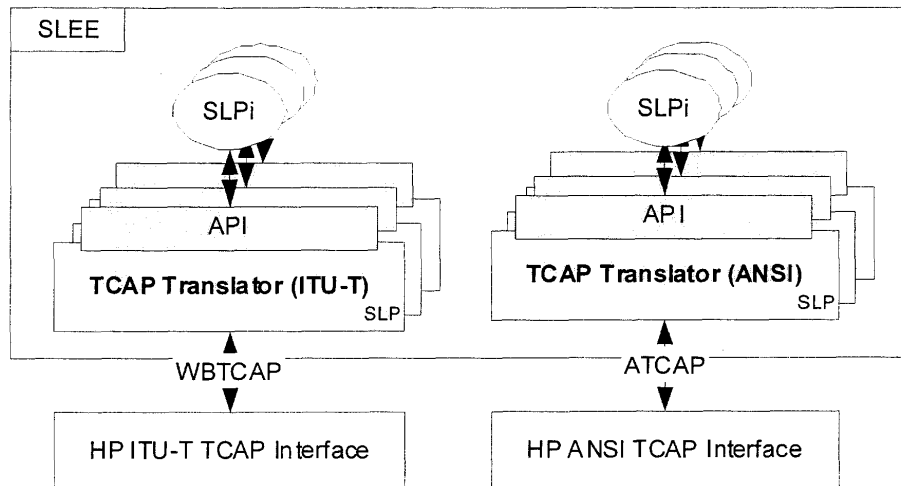 SLEE
SLPi
SLPi
API
API
TCAP Translator (ITU-T)
SLP
TCAP Translator (ANSI)
SLP
WBTCAP
ATCAP
HP ITU-T TCAP Interface
HP ANSI TCAP Interface